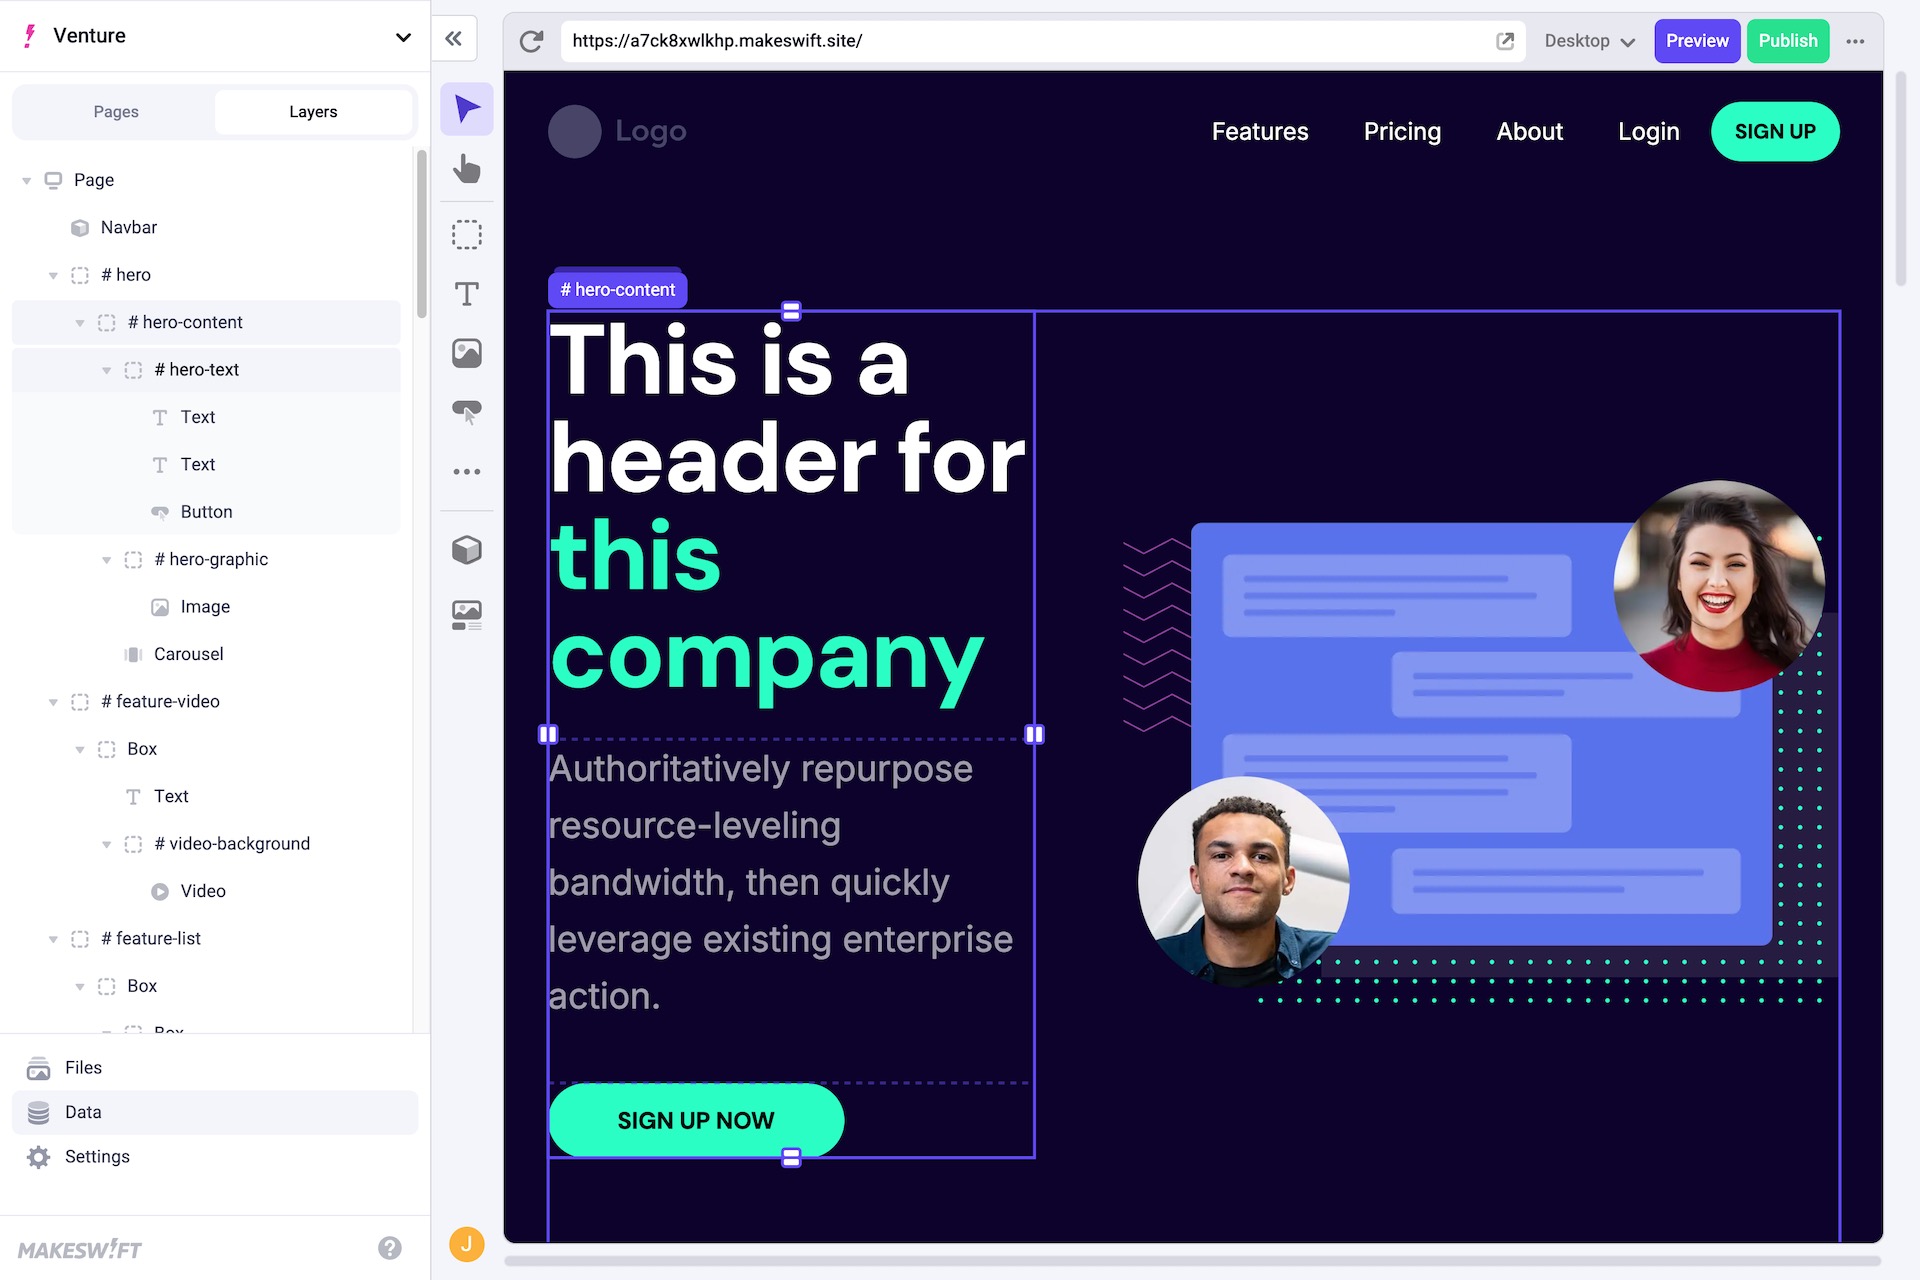 Venture
Pages
Layers
Page
Navbar
# hero
# hero-content
# hero-text
Text
Text
Button
# hero-graphic
Image
Carousel
# feature-video
Box
Text
# video-background
Video
# feature-list
Box
Box
Files
Data
Settings
MAKESWIFT
?
J
https://a7ck8xwlkhp.makeswift.site/
Desktop
Preview
Publish
Logo
Features
Pricing
About
Login
SIGN UP
# hero-content
This is a
header for
this
company
Authoritatively repurpose
resource-leveling
bandwidth, then quickly
leverage existing enterprise
action.
SIGN UP NOW